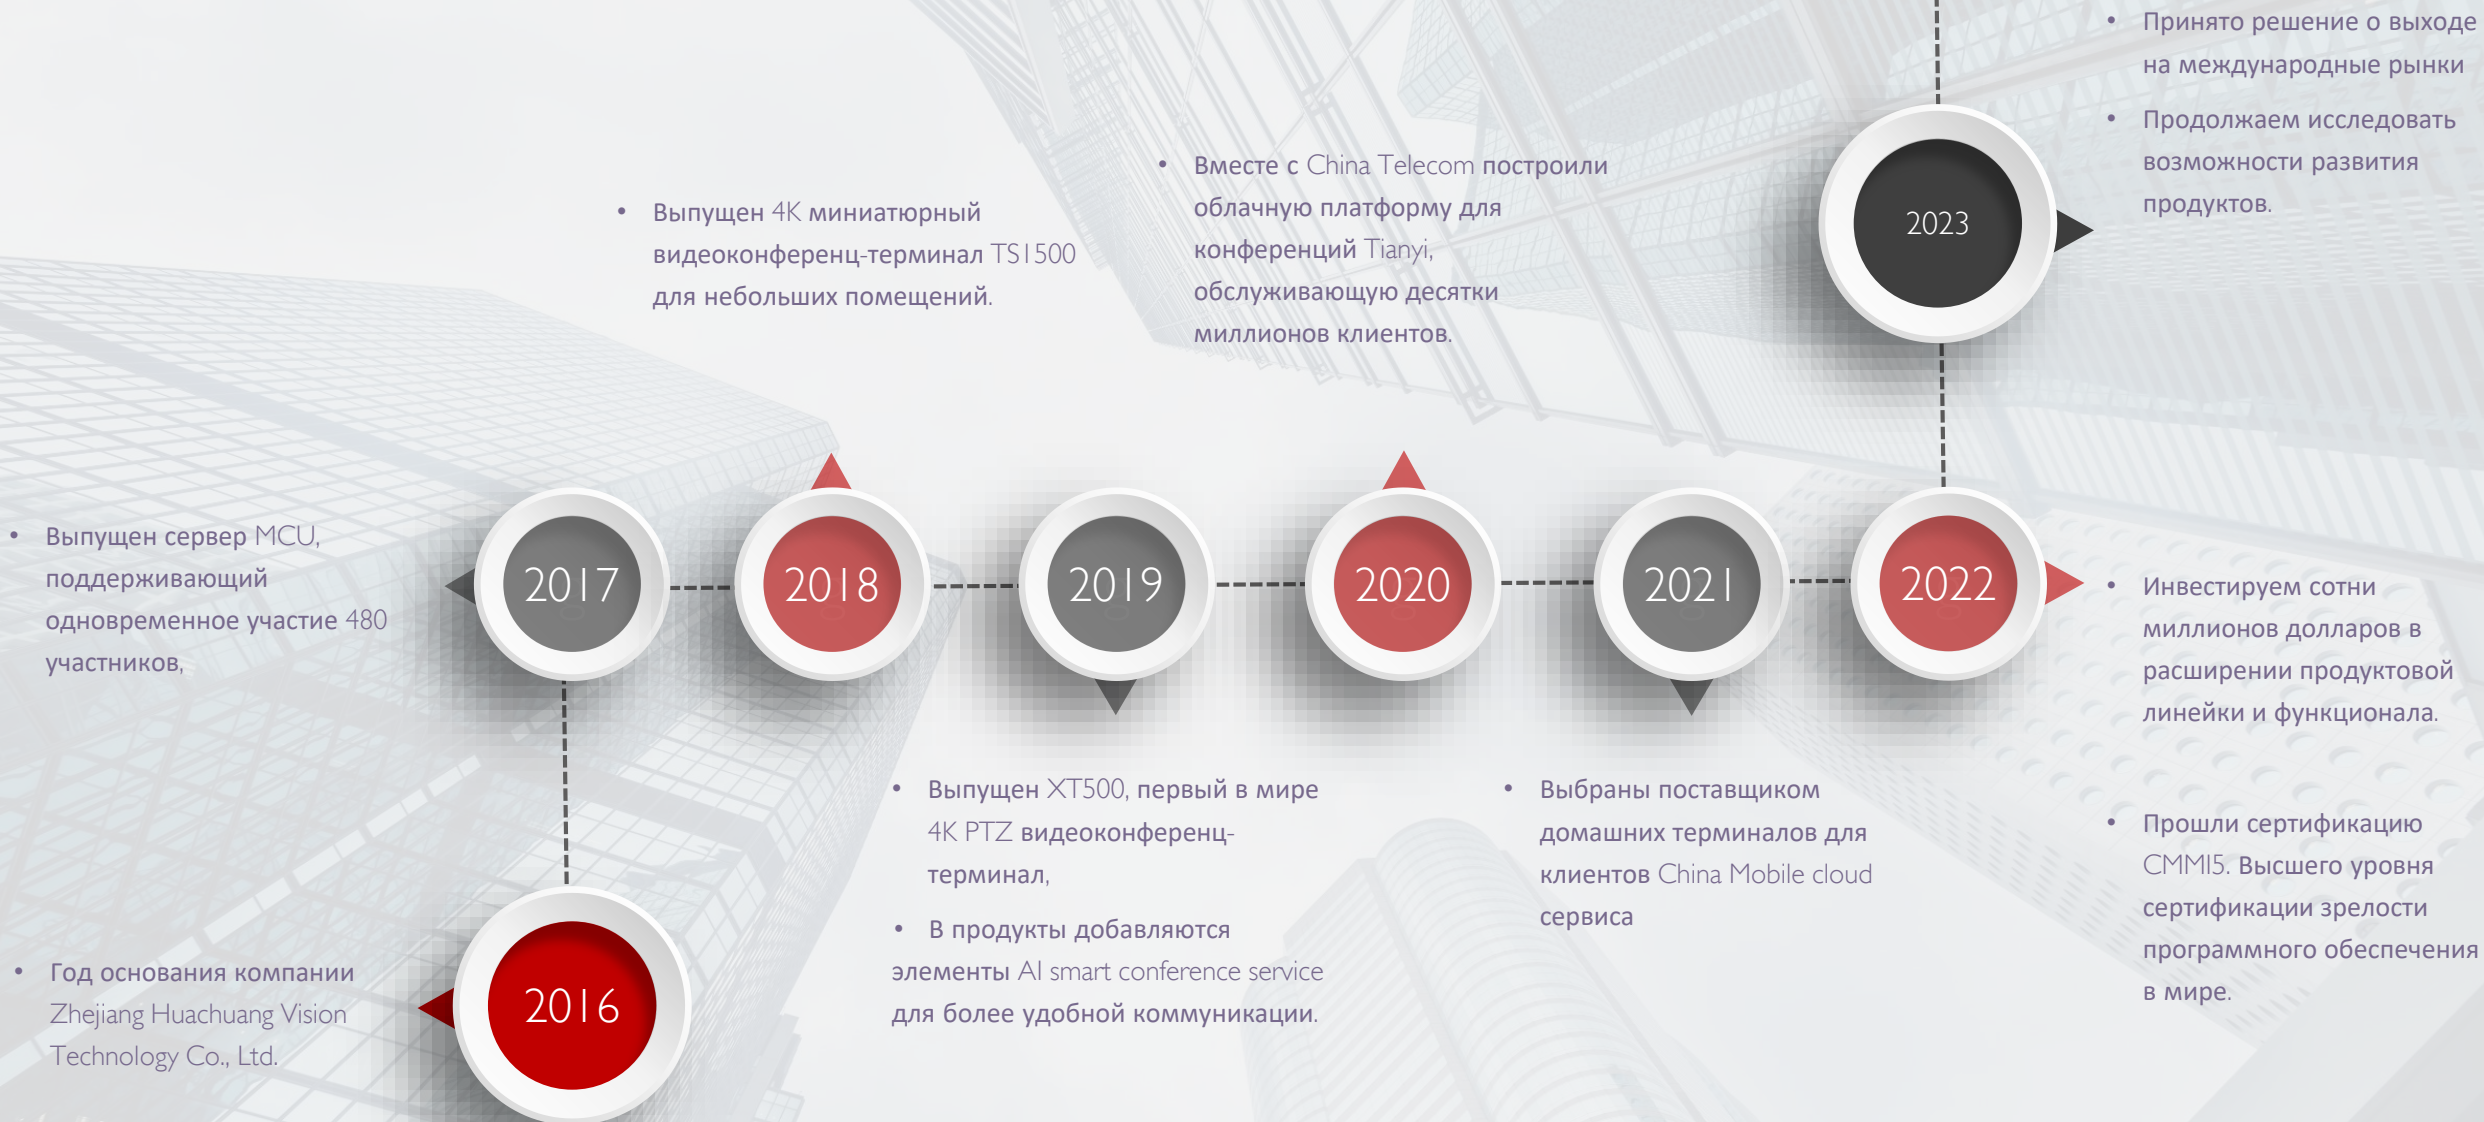 • Принято решение о выходе
на международные рынки
• Продолжаем исследовать
возможности развития
продуктов.
2023
• Вместе с China Telecom построили
облачную платформу для
конференций Tianyi,
обслуживающую десятки
миллионов клиентов.
• Выпущен 4K миниатюрный
видеоконференц-терминал TS1500
для небольших помещений.
• Выпущен сервер MCU,
поддерживающий
одновременное участие 480
участников,
2017
2018
2019
2020
2021
2022
• Инвестируем сотни
миллионов долларов в
расширении продуктовой
линейки и функционала.
• Прошли сертификацию
CMMI5. Высшего уровня
сертификации зрелости
программного обеспечения
в мире.
• Выпущен XT500, первый в мире
4K PTZ видеоконференц-
терминал,
• В продукты добавляются
элементы AI smart conference service
для более удобной коммуникации.
• Выбраны поставщиком
домашних терминалов для
клиентов China Mobile cloud
сервиса
• Год основания компании
Zhejiang Huachuang Vision
Technology Co., Ltd.
2016